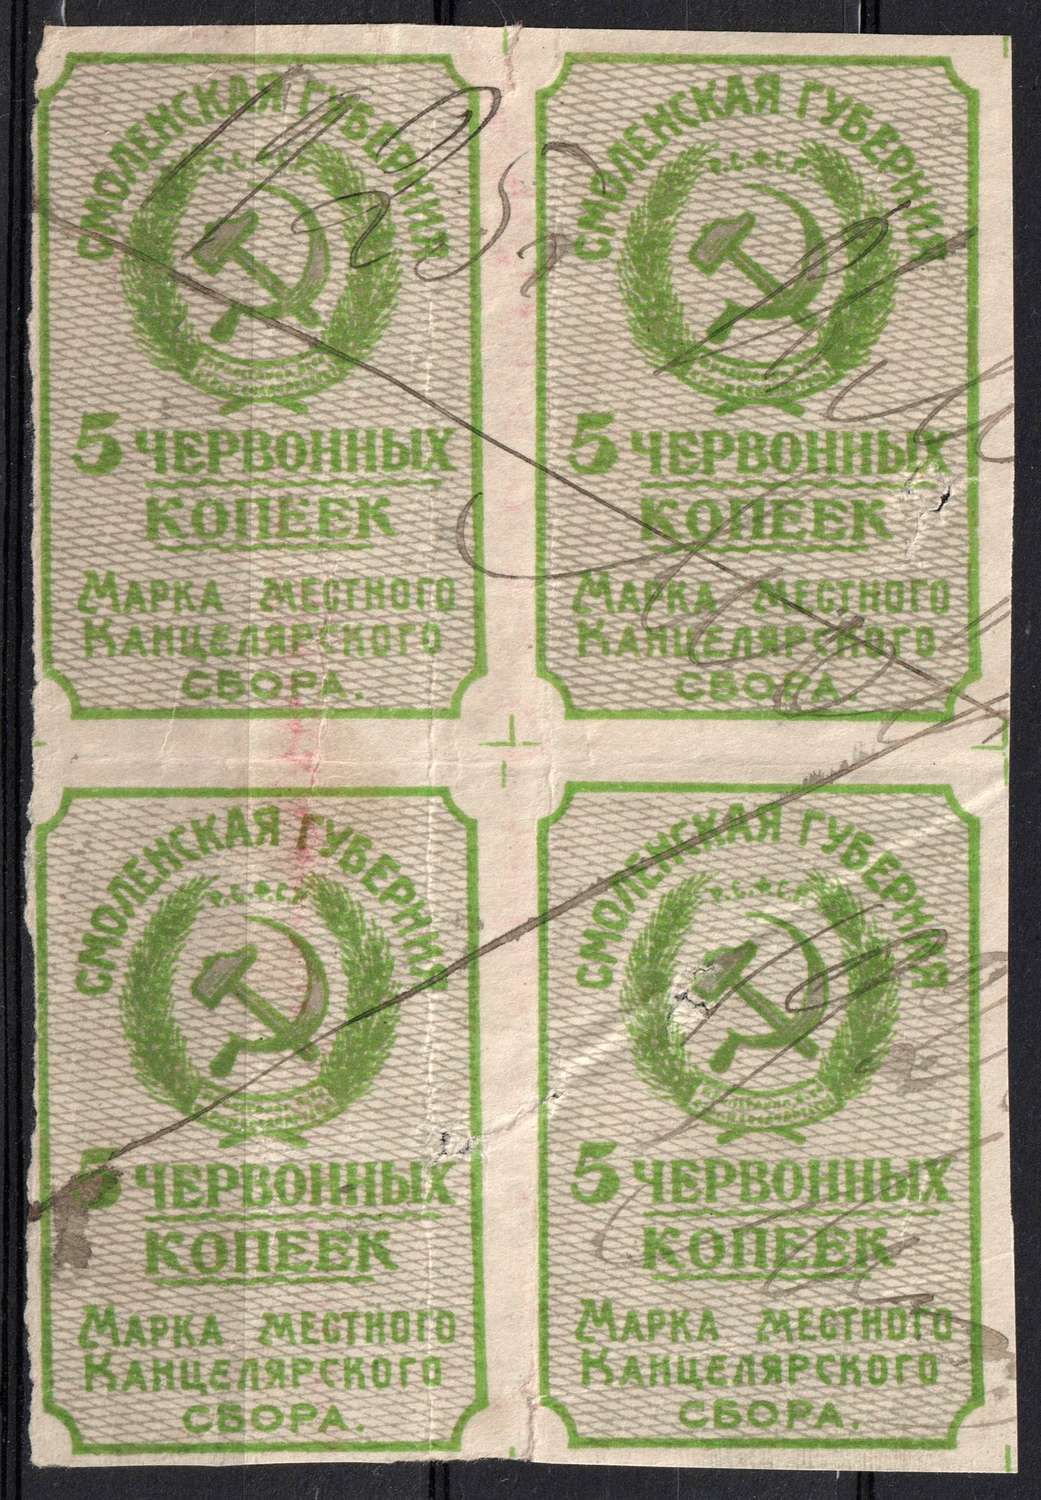 СМОЛЕНСКАЯ ГУБЕРНИЯ
5 ЧЕРВОННЫХ
КОПЕЕК
МАРКА МЕСТНОГО
КАНЦЕЛЯРСКОГО
СБОРА.
СМОЛЕНСКАЯ ГУБЕРНИЯ
Р.С.Ф.С.Р.
5 ЧЕРВОННЫХ
КОПЕЕК
МАРКА МЕСТНОГО
КАНЦЕЛЯРСКОГО
СБОРА
СМОЛЕНСКАЯ ГУБЕРНИЯ
Р.С.Ф.С.Р.
5 ЧЕРВОННЫХ
КОПЕЕК
МАРКА МЕСТНОГО
КАНЦЕЛЯРСКОГО
СБОРА.
СМОЛЕНСКАЯ ГУБЕРНИЯ
Р.С.Ф.С.Р.
5 ЧЕРВОННЫХ
КОПЕЕК
МАРКА МЕСТНОГО
КАНЦЕЛЯРСКОГО
СБОРА.